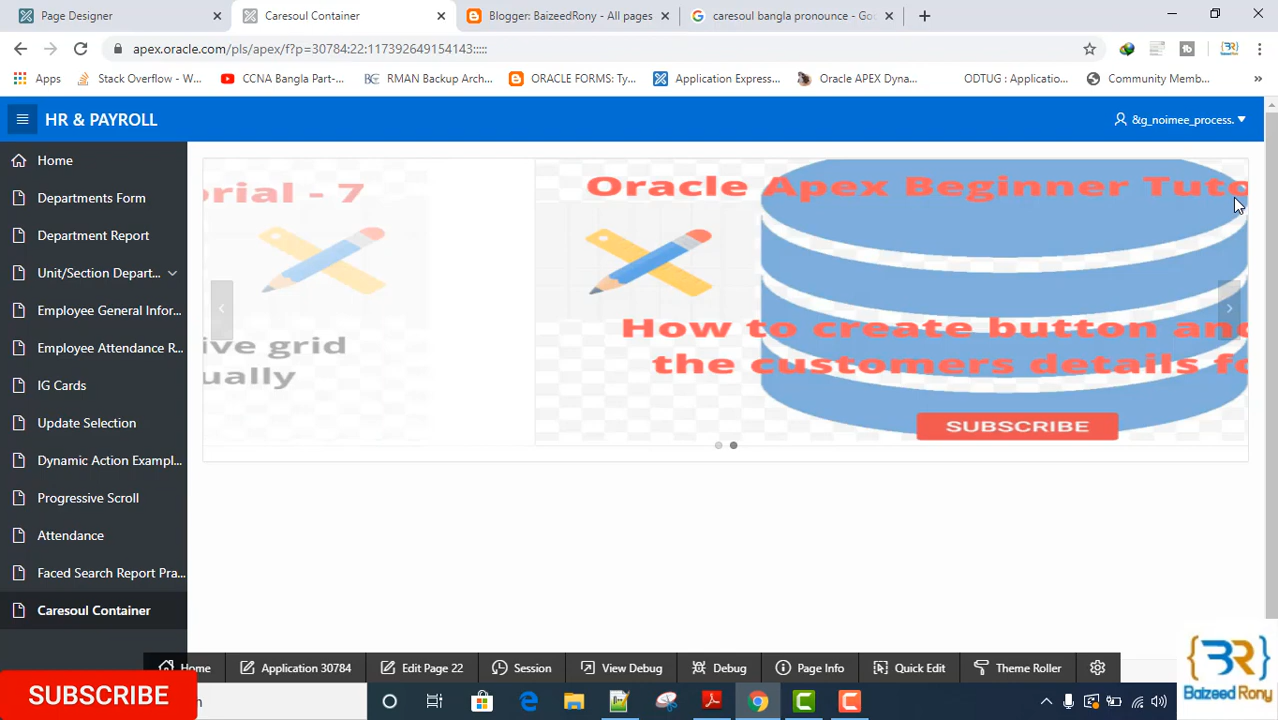 Page Designer
Caresoul Container
Blogger: BaizeedRony - All pages
caresoul bangla pronounce - Goo
apex.oracle.com/pls/apex/f?p=30784:22:117392649154143:::::
Apps
Stack Overflow - W...
CCNA Bangla Part-...
RMAN Backup Arch...
ORACLE FORMS: Ty...
Application Express...
Oracle APEX Dyna...
ODTUG : Applicatio...
Community Memb...
HR & PAYROLL
&g_noimee_process.
Home
Departments Form
Department Report
Unit/Section Depart...
Employee General Infor...
Employee Attendance R...
IG Cards
Update Selection
Dynamic Action Exampl...
Progressive Scroll
Attendance
Faced Search Report Pra...
Caresoul Container
orial - 7
ive grid
ually
Oracle Apex Beginner Tuto
How to create button and
the customers details fo
SUBSCRIBE
Home
Application 30784
Edit Page 22
Session
View Debug
Debug
Page Info
Quick Edit
Theme Roller
SUBSCRIBE
BR
Baizeed Rony